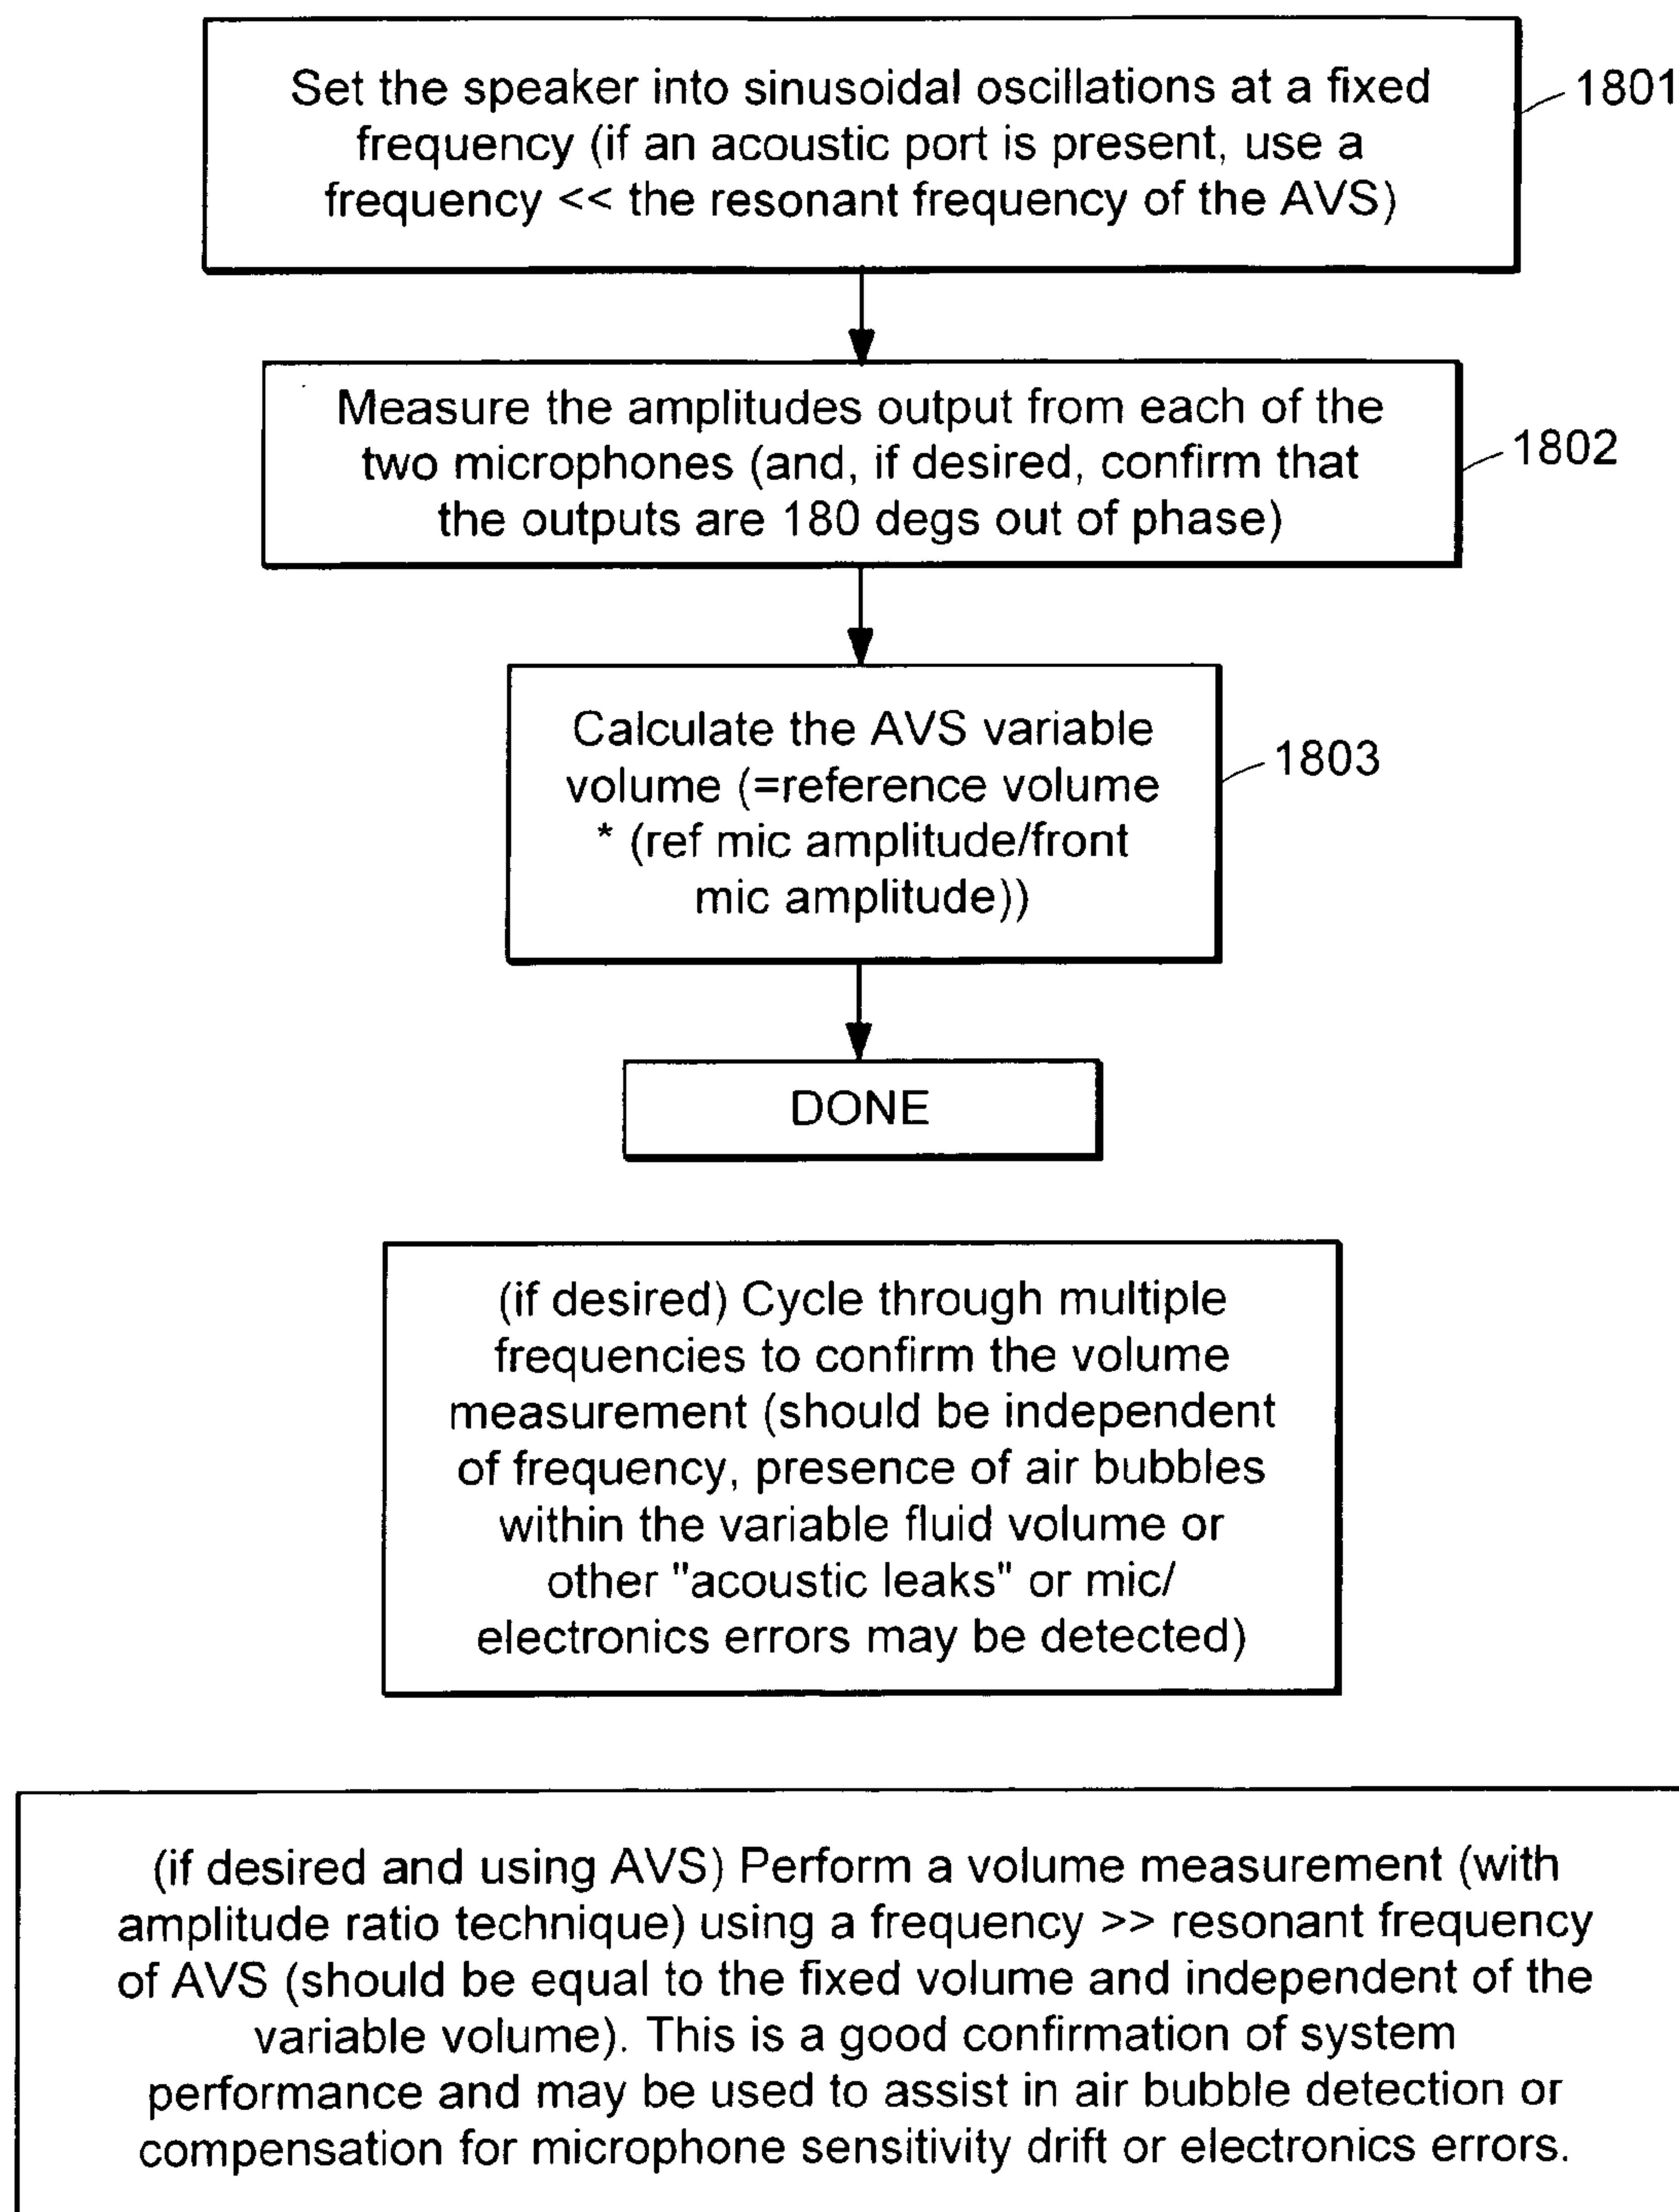 Set the speaker into sinusoidal oscillations at a fixed
frequency (if an acoustic port is present, use a
frequency << the resonant frequency of the AVS)
1801
Measure the amplitudes output from each of the
two microphones (and, if desired, confirm that
the outputs are 180 degs out of phase)
1802
Calculate the AVS variable
volume (=reference volume
* (ref mic amplitude/front
mic amplitude))
1803
DONE
(if desired) Cycle through multiple
frequencies to confirm the volume
measurement (should be independent
of frequency, presence of air bubbles
within the variable fluid volume or
other "acoustic leaks" or mic/
electronics errors may be detected)
(if desired and using AVS) Perform a volume measurement (with
amplitude ratio technique) using a frequency >> resonant frequency
of AVS (should be equal to the fixed volume and independent of the
variable volume). This is a good confirmation of system
performance and may be used to assist in air bubble detection or
compensation for microphone sensitivity drift or electronics errors.